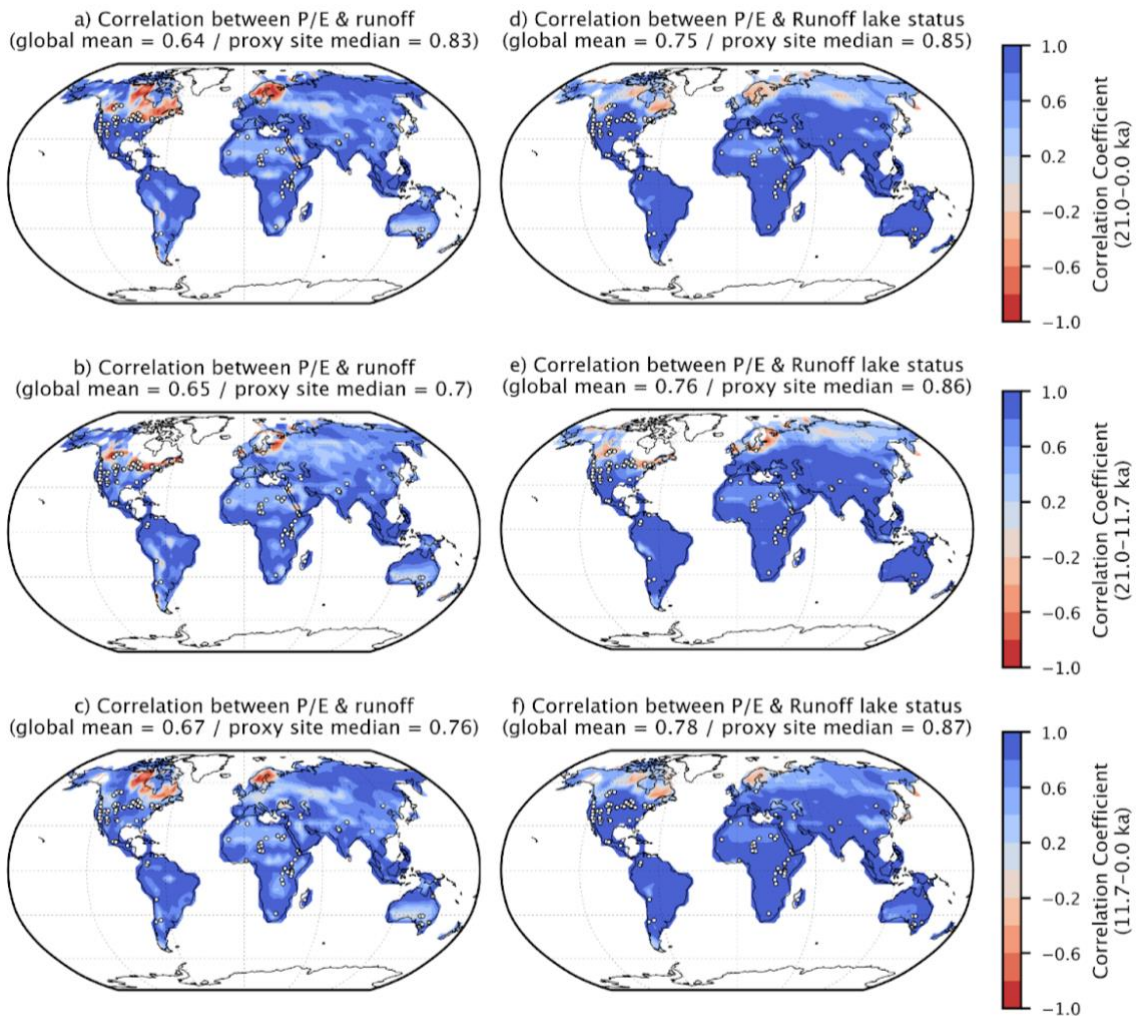 a) Correlation between P/E & runoff
(global mean = 0.64 / proxy site median = 0.83)
d) Correlation between P/E & Runoff lake status
(global mean = 0.75 / proxy site median = 0.85)
1.0
0.6
0.2
−0.2
−0.6
−1.0
Correlation Coefficient
(21.0–0.0 ka)
b) Correlation between P/E & runoff
(global mean = 0.65 / proxy site median = 0.7)
e) Correlation between P/E & Runoff lake status
(global mean = 0.76 / proxy site median = 0.86)
1.0
0.6
0.2
−0.2
−0.6
−1.0
Correlation Coefficient
(21.0–11.7 ka)
c) Correlation between P/E & runoff
(global mean = 0.67 / proxy site median = 0.76)
f) Correlation between P/E & Runoff lake status
(global mean = 0.78 / proxy site median = 0.87)
1.0
0.6
0.2
−0.2
−0.6
−1.0
Correlation Coefficient
(11.7–0.0 ka)